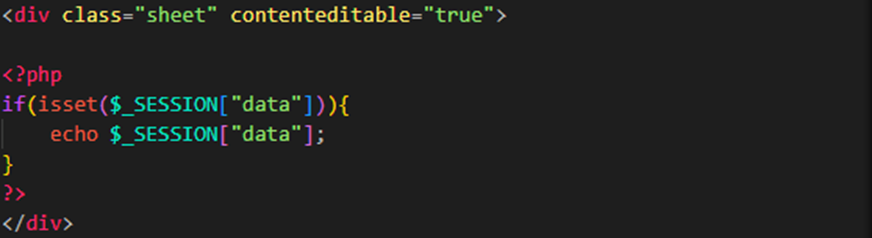 <div class="sheet" contenteditable="true">
<?php
if(isset($_SESSION["data"])){
    echo $_SESSION["data"];
}
?>
</div>